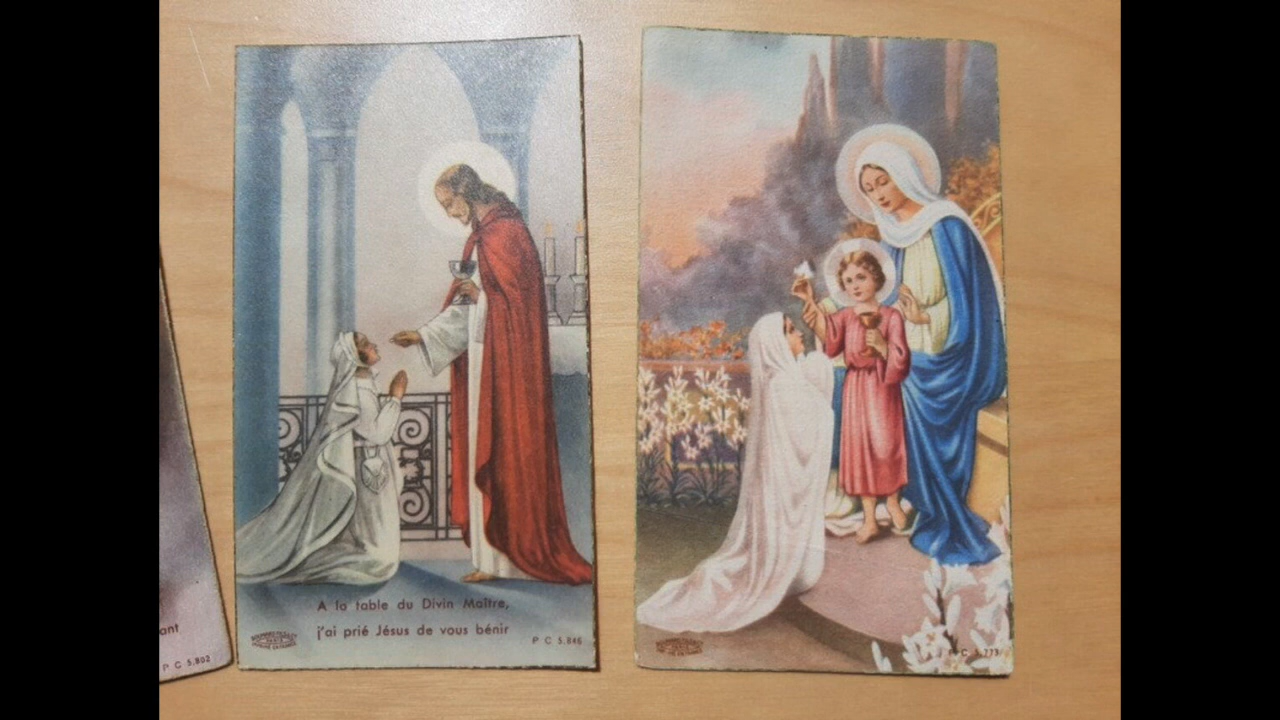 ant
P C 5.802
A la table du Divin Maître,
j'ai prié Jésus de vous bénir
P C 5.846
P. C. 5.773